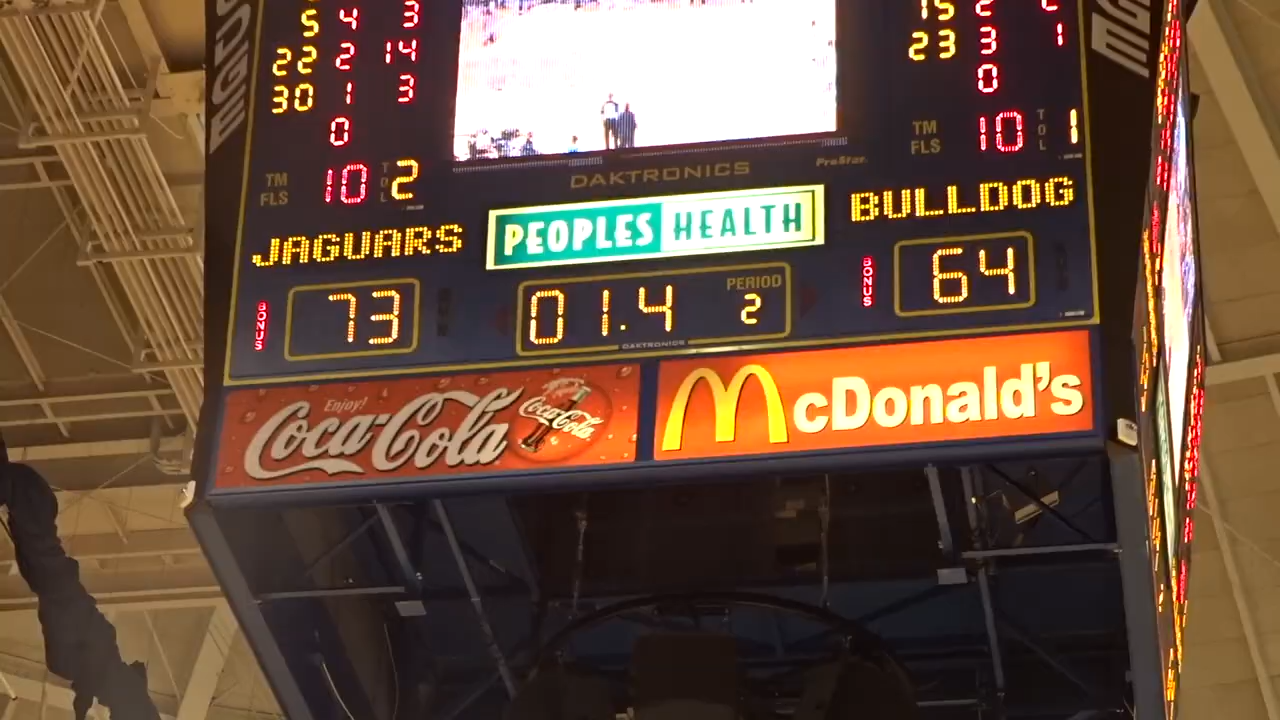 5 4 3
22 2 14
30 1 3
0
TM FLS 10 TOL 2
15 2
23 3 1
0
TM FLS 10 TOL 1
DAKTRONICS
ProStar
JAGUARS
PEOPLES HEALTH
BULLDOG
BONUS 73
01.4
PERIOD 2
BONUS 64
DAKTRONICS
Enjoy!
Coca-Cola
Coca-Cola
McDonald's